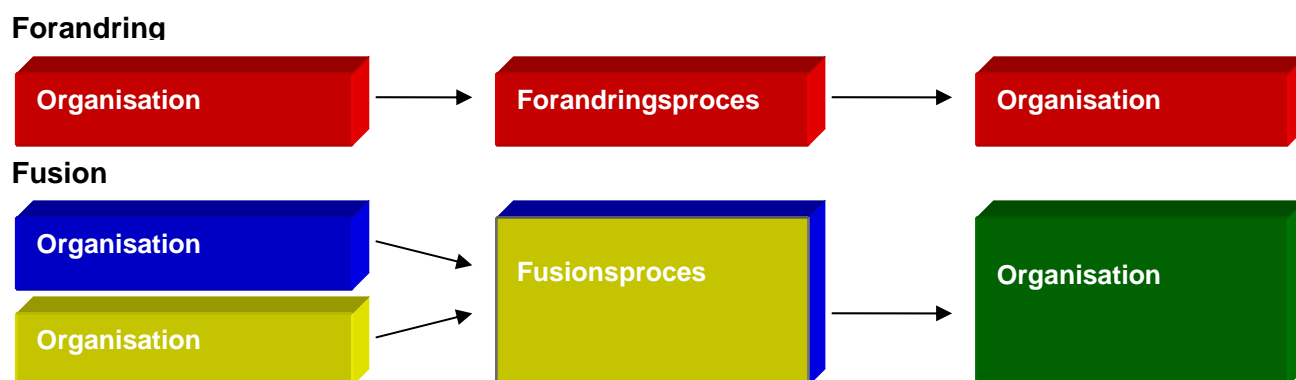 Forandring
Organisation
Forandringsproces
Organisation
Fusion
Organisation
Organisation
Fusionsproces
Organisation